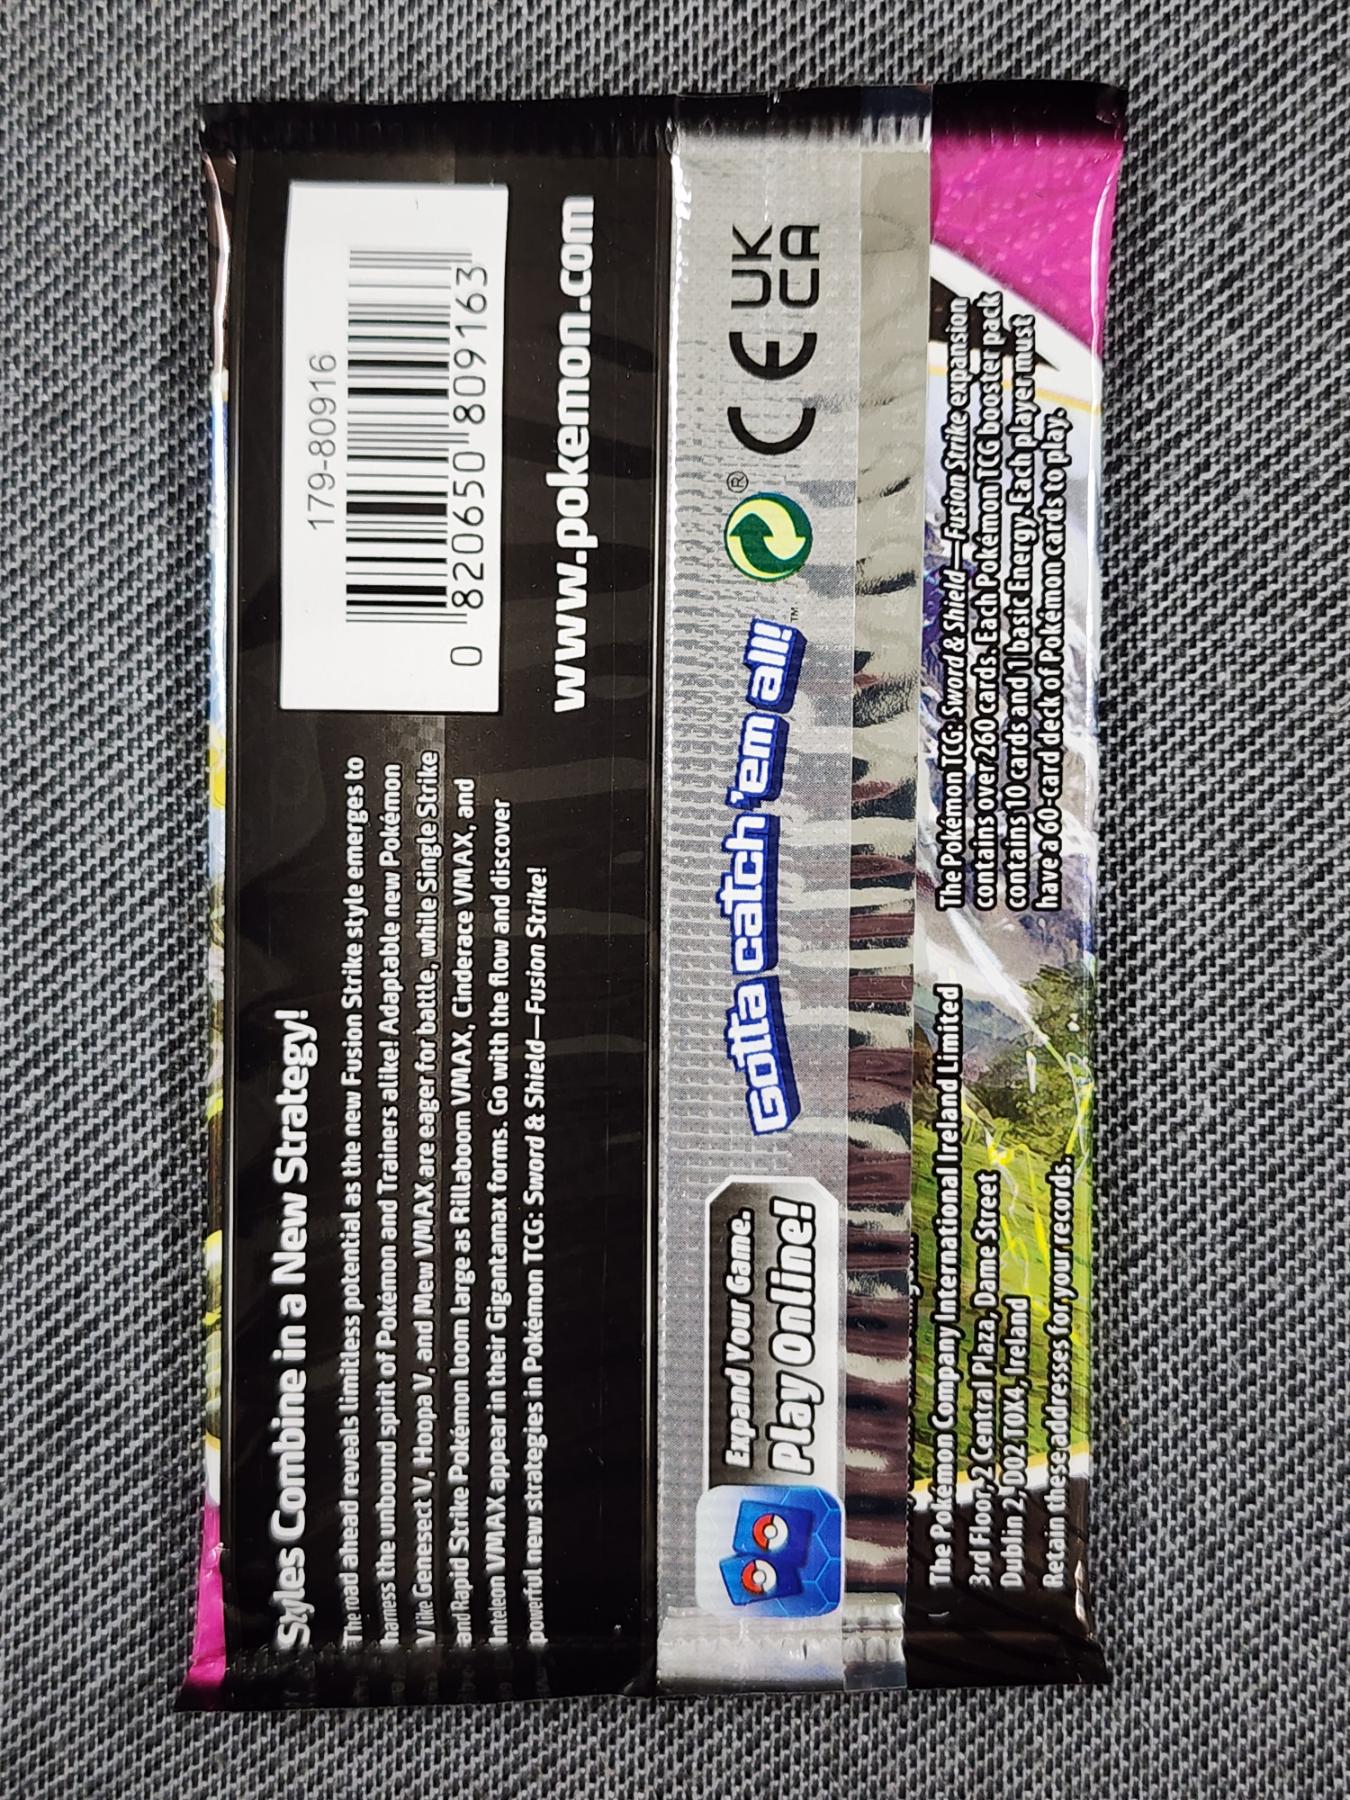 Styles Combine in a New Strategy!
The road ahead reveals limitless potential as the new Fusion Strike style emerges to
harness the unbound spirit of Pokémon and Trainers alike! Adaptable new Pokémon
V like Genesect V, Hoopa V, and Mew VMAX are eager for battle, while Single Strike
and Rapid Strike Pokémon loom large as Rillaboom VMAX, Cinderace VMAX, and
Inteleon VMAX appear in their Gigantamax forms. Go with the flow and discover
powerful new strategies in Pokémon TCG: Sword & Shield—Fusion Strike!
179-809916
0 820650 809163
www.pokemon.com
Expand Your Game.
Play Online!
Gotta catch 'em all!™
®
CE
UK
CA
The Pokémon Company International Ireland Limited
3rd Floor, 2 Central Plaza, Dame Street
Dublin 2, D02 T0X4, Ireland
Retain these addresses for your records.
The Pokémon TCG: Sword & Shield—Fusion Strike expansion
contains over 260 cards. Each Pokémon TCG booster pack
contains 10 cards and 1 basic Energy. Each player must
have a 60-card deck of Pokémon cards to play.